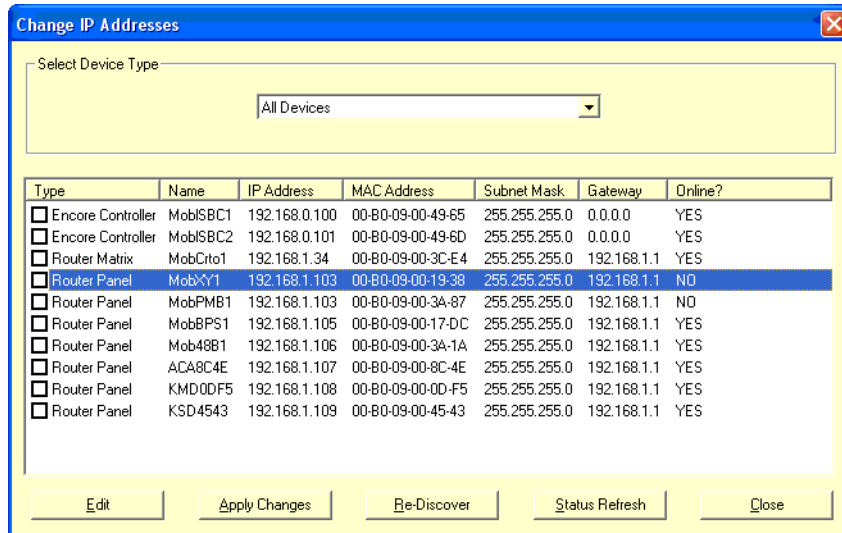 Change IP Addresses
Select Device Type
All Devices
Type Name IP Address MAC Address Subnet Mask Gateway Online?
Encore Controller MobISBC1 192.168.0.100 00-B0-09-00-49-65 255.255.255.0 0.0.0.0 YES
Encore Controller MobISBC2 192.168.0.101 00-B0-09-00-49-6D 255.255.255.0 0.0.0.0 YES
Router Matrix MobCrto1 192.168.1.34 00-B0-09-00-3C-E4 255.255.255.0 192.168.1.1 YES
Router Panel MobXY1 192.168.1.103 00-B0-09-00-19-38 255.255.255.0 192.168.1.1 NO
Router Panel MobPMB1 192.168.1.103 00-B0-09-00-3A-87 255.255.255.0 192.168.1.1 NO
Router Panel MobBPS1 192.168.1.105 00-B0-09-00-17-DC 255.255.255.0 192.168.1.1 YES
Router Panel Mob48B1 192.168.1.106 00-B0-09-00-3A-1A 255.255.255.0 192.168.1.1 YES
Router Panel ACA8C4E 192.168.1.107 00-B0-09-00-8C-4E 255.255.255.0 192.168.1.1 YES
Router Panel KMD0DF5 192.168.1.108 00-B0-09-00-0D-F5 255.255.255.0 192.168.1.1 YES
Router Panel KSD4543 192.168.1.109 00-B0-09-00-45-43 255.255.255.0 192.168.1.1 YES
Edit Apply Changes Re-Discover Status Refresh Close